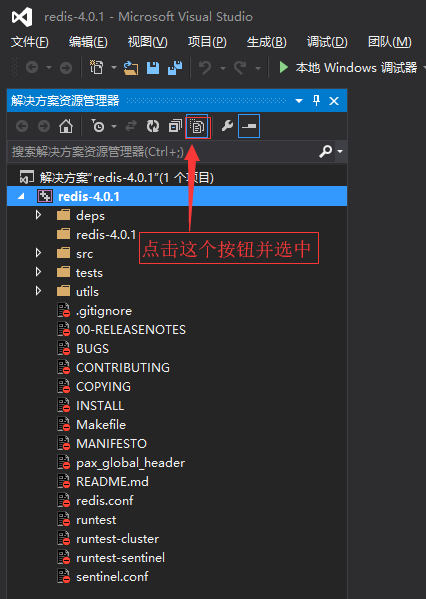 redis-4.0.1 - Microsoft Visual Studio
文件(F) 编辑(E) 视图(V) 项目(P) 生成(B) 调试(D) 团队(M)
本地 Windows 调试器
解决方案资源管理器
搜索解决方案资源管理器(Ctrl+;)
解决方案"redis-4.0.1"(1 个项目)
redis-4.0.1
deps
redis-4.0.1
点击这个按钮并选中
src
tests
utils
.gitignore
00-RELEASENOTES
BUGS
CONTRIBUTING
COPYING
INSTALL
Makefile
MANIFESTO
pax_global_header
README.md
redis.conf
runtest
runtest-cluster
runtest-sentinel
sentinel.conf